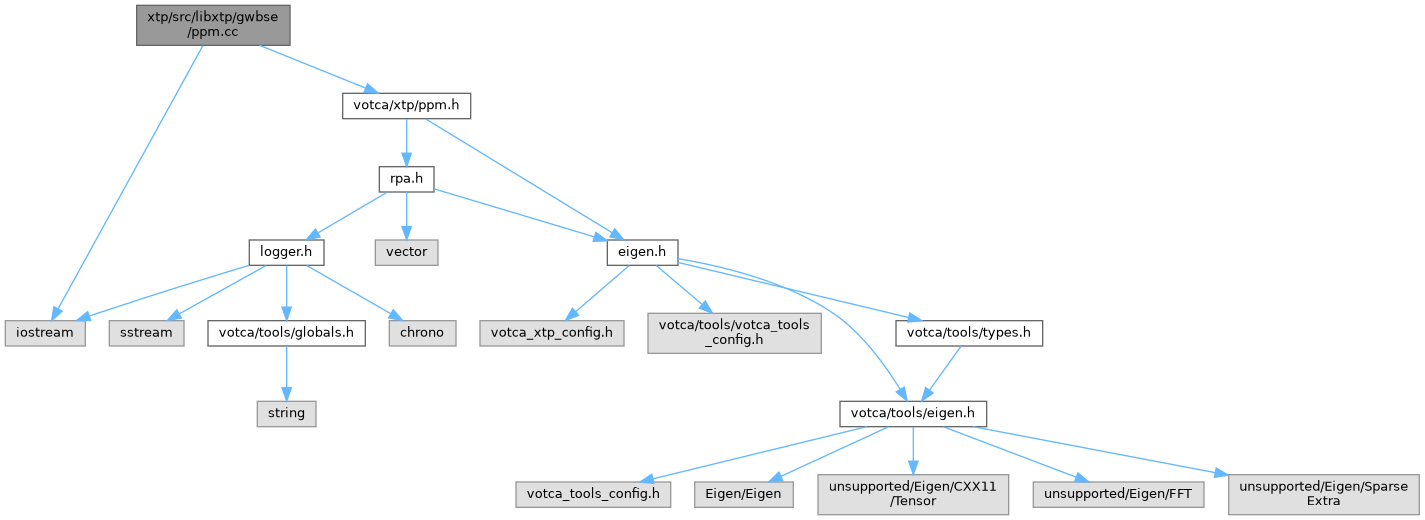 xtp/src/libxtp/gwbse
/ppm.cc
votca/xtp/ppm.h
rpa.h
logger.h
vector
eigen.h
iostream
sstream
votca/tools/globals.h
chrono
votca_xtp_config.h
votca/tools/votca_tools
_config.h
votca/tools/types.h
string
votca/tools/eigen.h
votca_tools_config.h
Eigen/Eigen
unsupported/Eigen/CXX11
/Tensor
unsupported/Eigen/FFT
unsupported/Eigen/Sparse
Extra